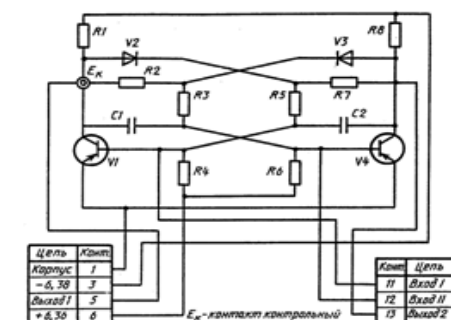 R1
V2
V3
R8
Eк
R2
R7
R3
R5
C1
C2
V1
R4
R6
V4
Цепь Конт.
Корпус 1
-6,3В 3
Выход I 5
+6,3В 6
Eк-контакт контрольный
Конт. Цепь
11 Вход I
12 Вход II
13 Выход 2